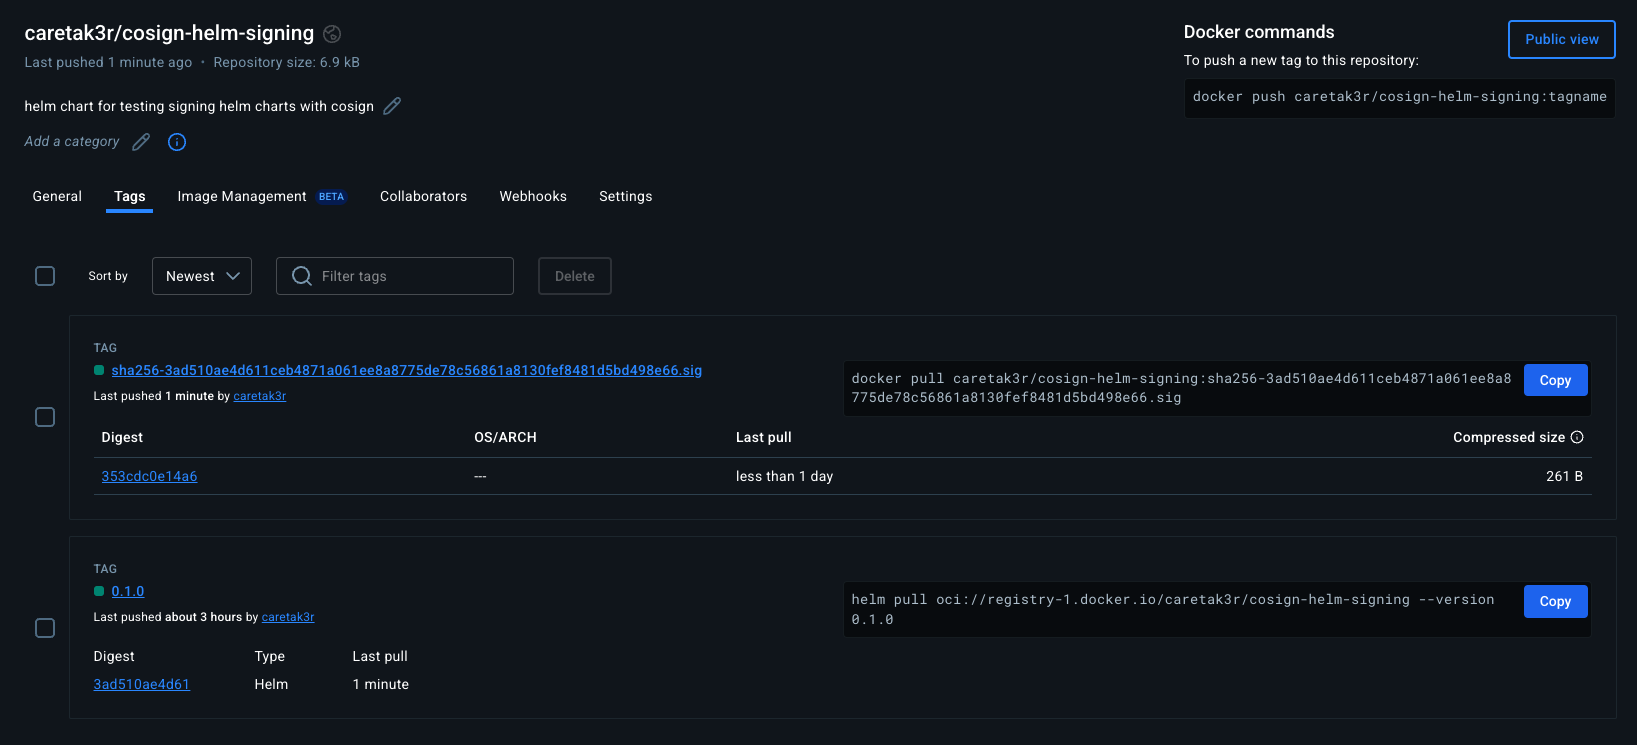 caretak3r/cosign-helm-signing
Last pushed 1 minute ago • Repository size: 6.9 kB
helm chart for testing signing helm charts with cosign
Add a category
Docker commands
Public view
To push a new tag to this repository:
docker push caretak3r/cosign-helm-signing:tagname
General Tags Image Management BETA Collaborators Webhooks Settings
Sort by Newest Filter tags Delete
TAG
sha256-3ad510ae4d611ceb4871a061ee8a8775de78c56861a8130fef8481d5bd498e66.sig
Last pushed 1 minute by caretak3r
docker pull caretak3r/cosign-helm-signing:sha256-3ad510ae4d611ceb4871a061ee8a8
775de78c56861a8130fef8481d5bd498e66.sig
Copy
Digest OS/ARCH Last pull Compressed size
353cdc0e14a6 --- less than 1 day 261 B
TAG
0.1.0
Last pushed about 3 hours by caretak3r
helm pull oci://registry-1.docker.io/caretak3r/cosign-helm-signing --version
0.1.0
Copy
Digest Type Last pull
3ad510ae4d61 Helm 1 minute